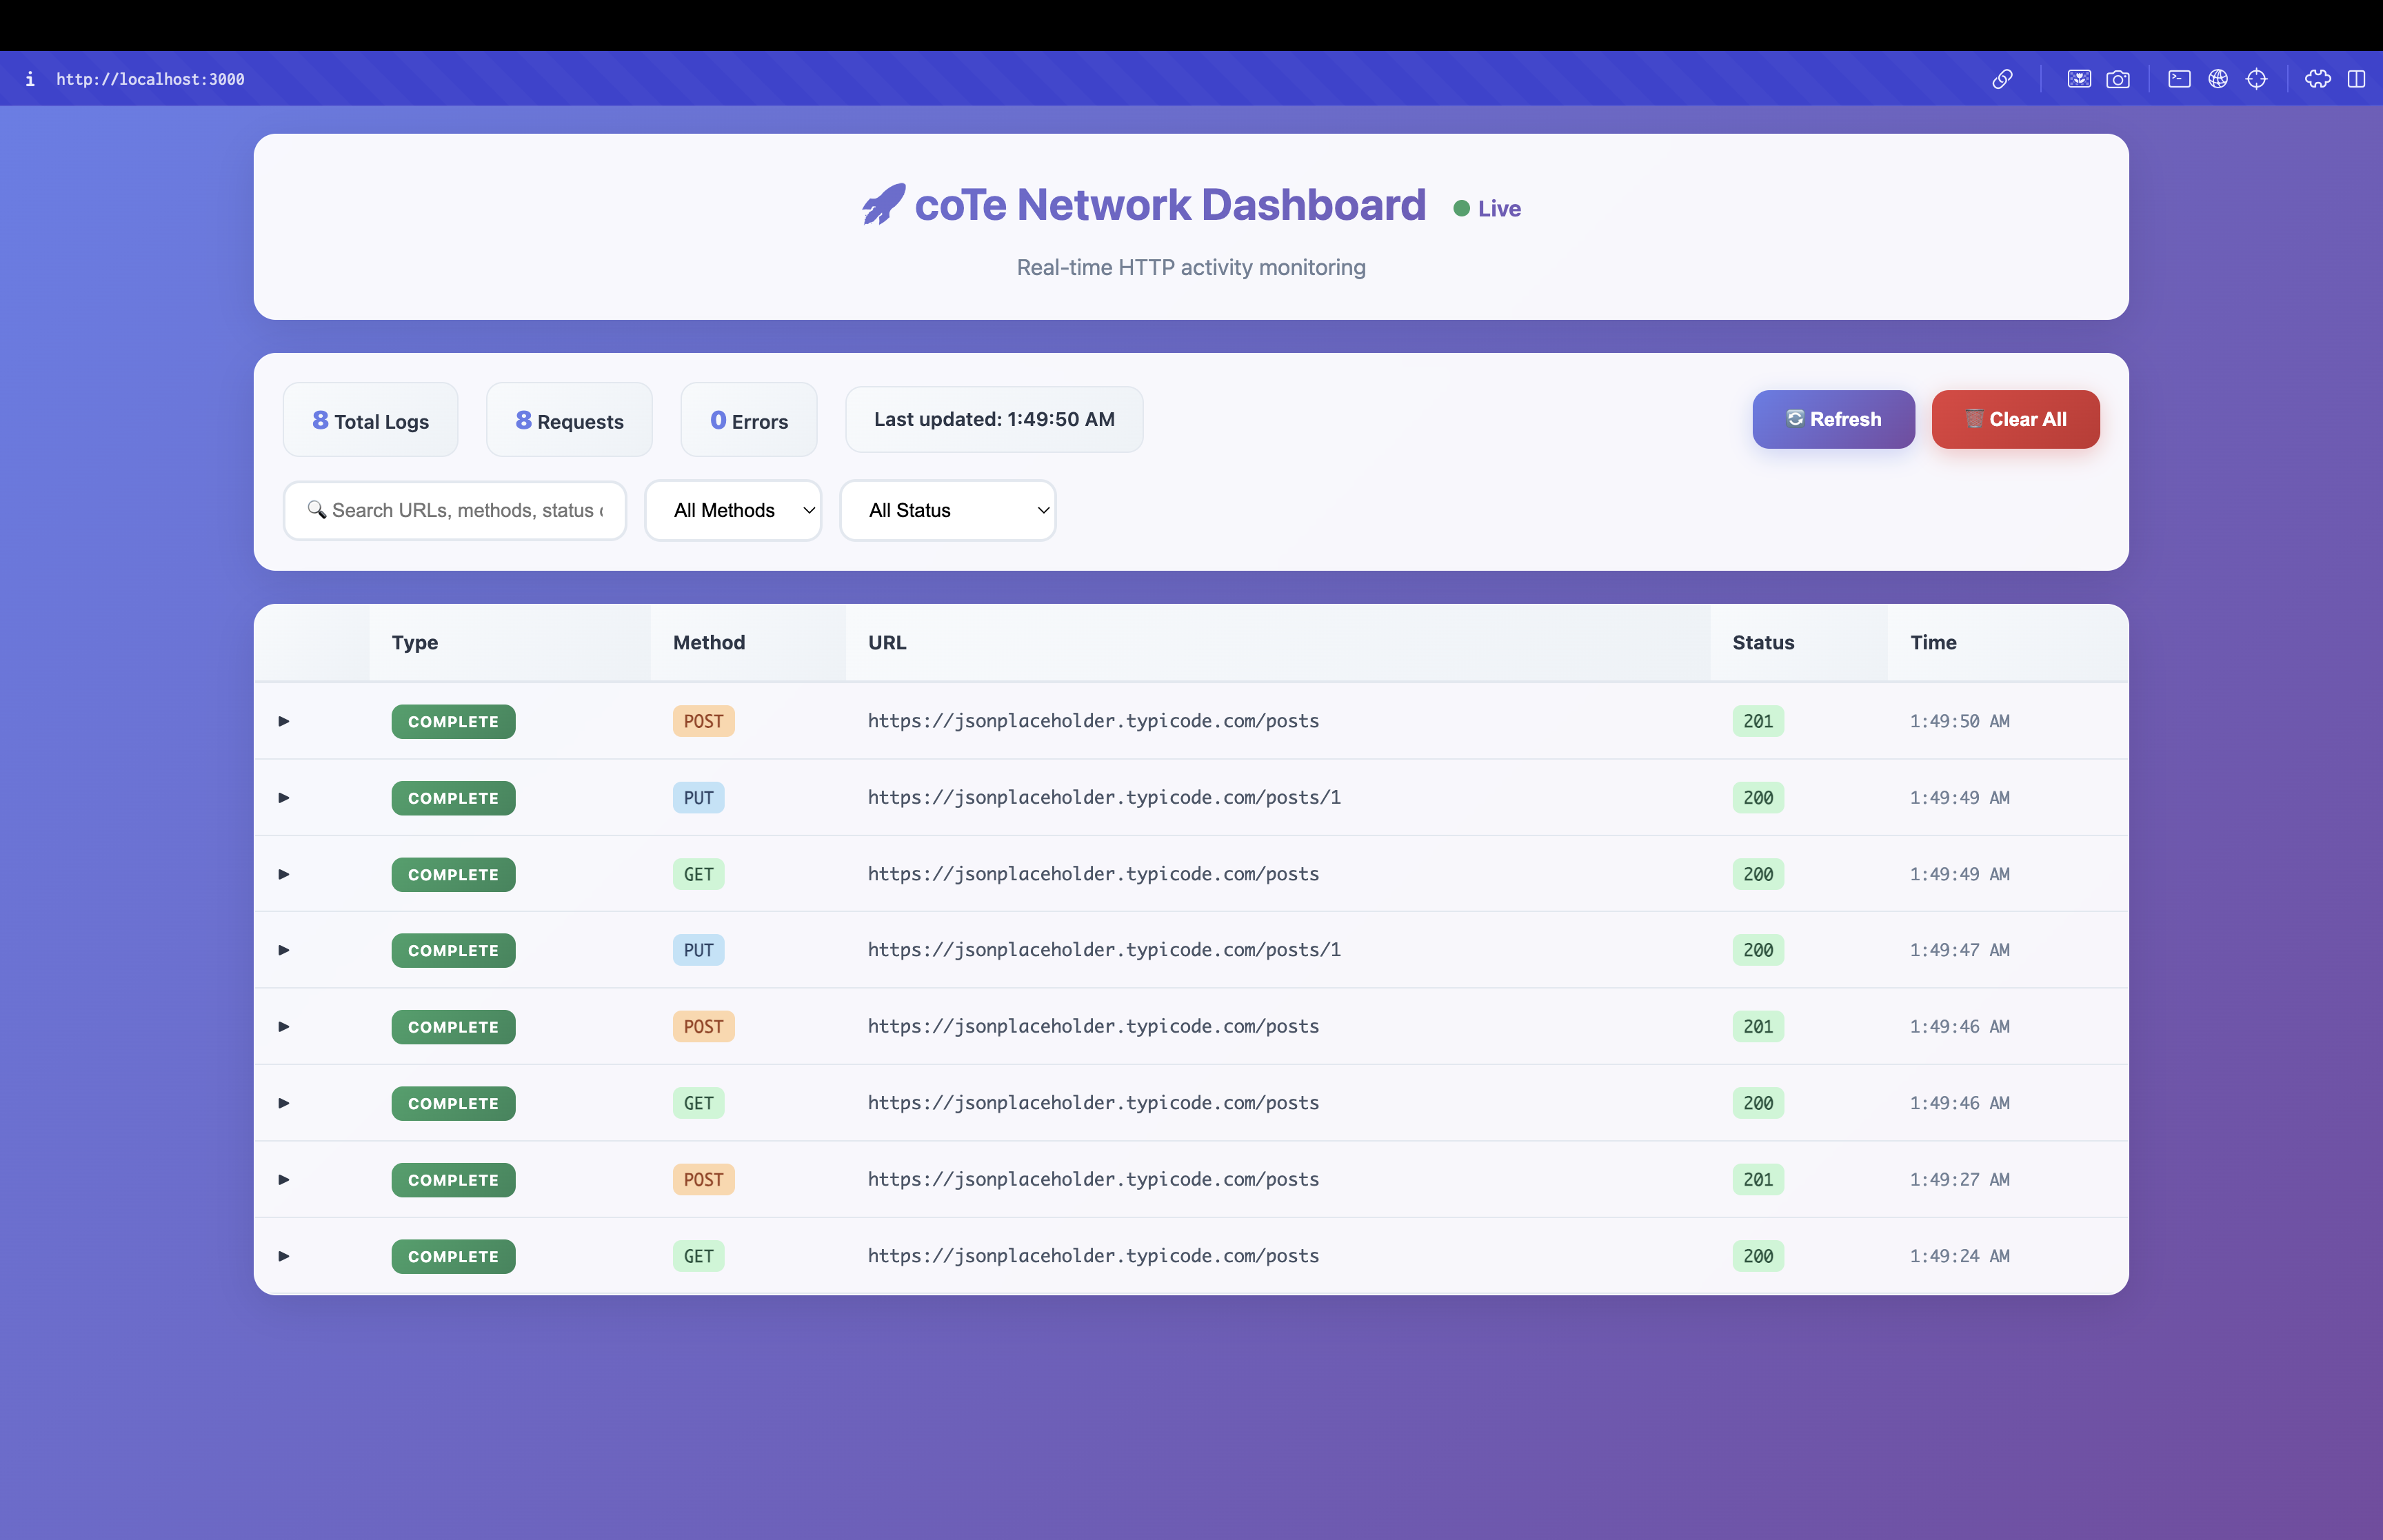 http://localhost:3000
coTe Network Dashboard Live
Real-time HTTP activity monitoring
8 Total Logs 8 Requests 0 Errors Last updated: 1:49:50 AM Refresh Clear All
Search URLs, methods, status All Methods All Status
Type Method URL Status Time
COMPLETE POST https://jsonplaceholder.typicode.com/posts 201 1:49:50 AM
COMPLETE PUT https://jsonplaceholder.typicode.com/posts/1 200 1:49:49 AM
COMPLETE GET https://jsonplaceholder.typicode.com/posts 200 1:49:49 AM
COMPLETE PUT https://jsonplaceholder.typicode.com/posts/1 200 1:49:47 AM
COMPLETE POST https://jsonplaceholder.typicode.com/posts 201 1:49:46 AM
COMPLETE GET https://jsonplaceholder.typicode.com/posts 200 1:49:46 AM
COMPLETE POST https://jsonplaceholder.typicode.com/posts 201 1:49:27 AM
COMPLETE GET https://jsonplaceholder.typicode.com/posts 200 1:49:24 AM